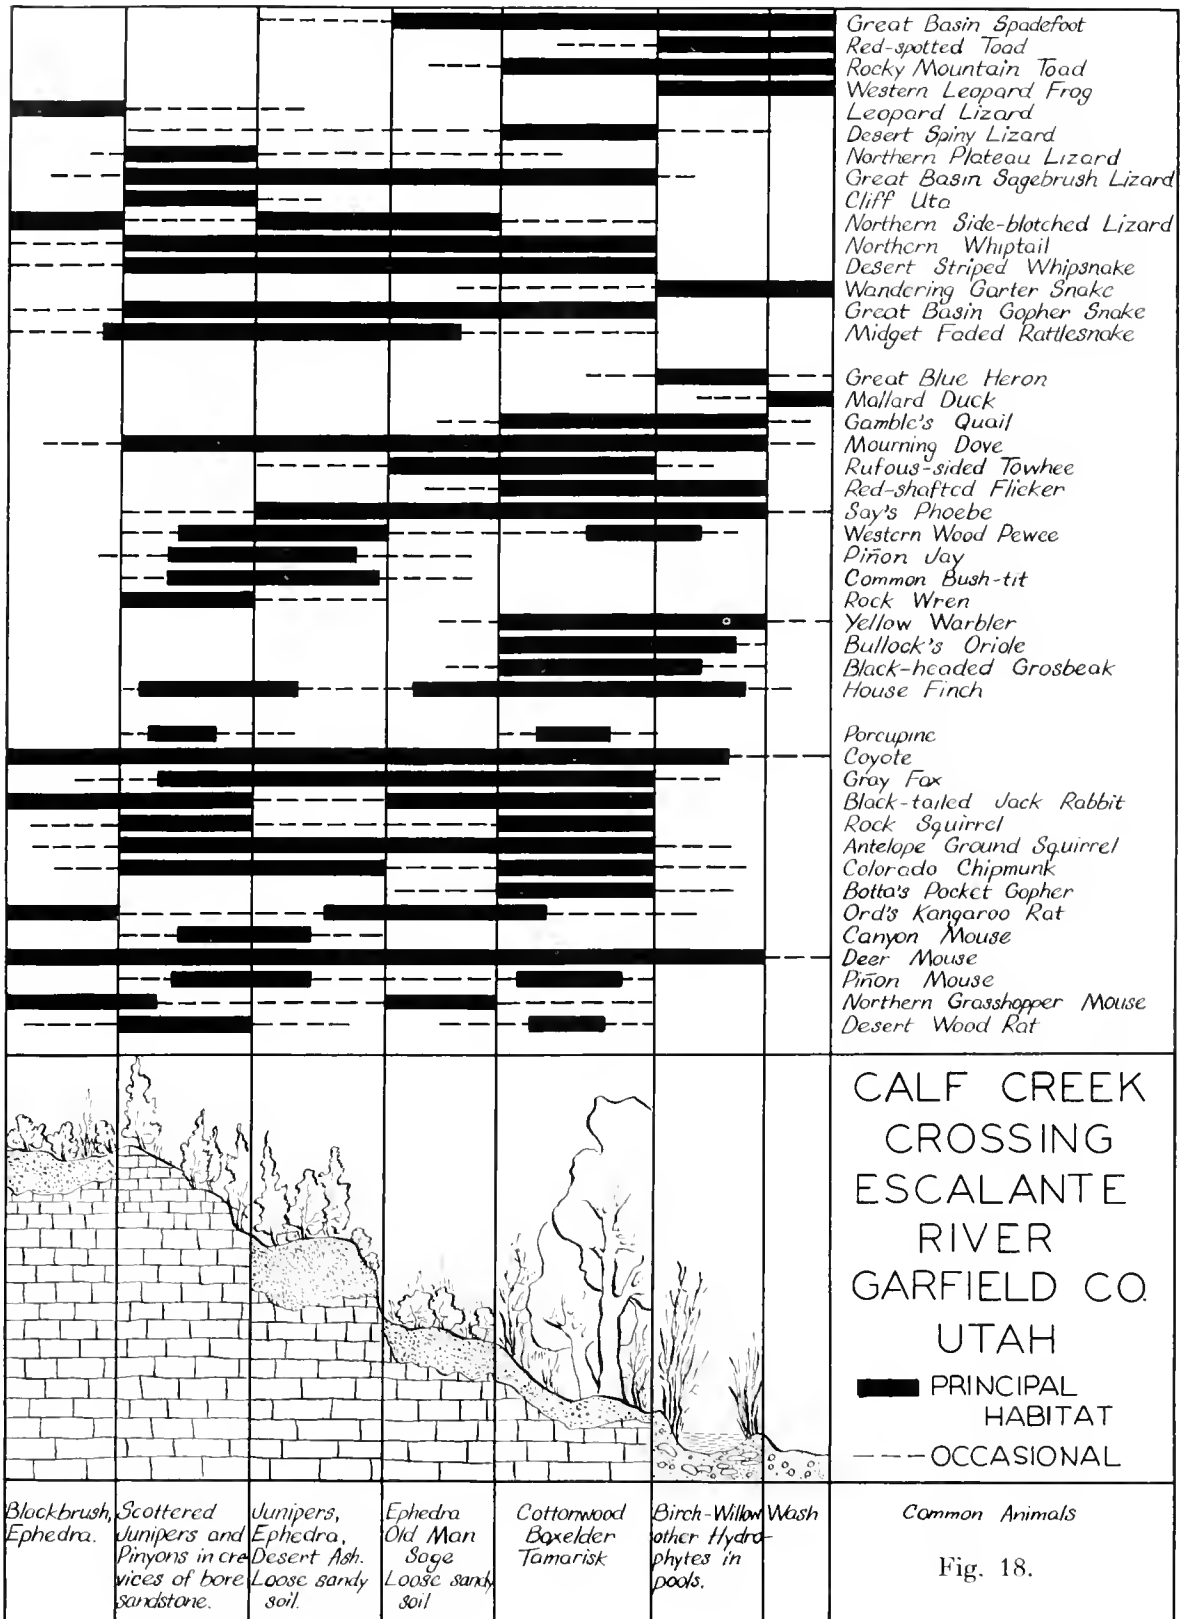 Great Basin Spadefoot
Red-spotted Toad
Rocky Mountain Toad
Western Leopard Frog
Leopard Lizard
Desert Spiny Lizard
Northern Plateau Lizard
Great Basin Sagebrush Lizard
Cliff Uta
Northern Side-blotched Lizard
Northern Whiptail
Desert Striped Whipsnake
Wandering Garter Snake
Great Basin Gopher Snake
Midget Faded Rattlesnake
Great Blue Heron
Mallard Duck
Gamble's Quail
Mourning Dove
Rufous-sided Towhee
Red-shafted Flicker
Say's Phoebe
Western Wood Pewee
Piñon Jay
Common Bush-tit
Rock Wren
Yellow Warbler
Bullock's Oriole
Black-headed Grosbeak
House Finch
Porcupine
Coyote
Gray Fox
Black-tailed Jack Rabbit
Rock Squirrel
Antelope Ground Squirrel
Colorado Chipmunk
Botta's Pocket Gopher
Ord's Kangaroo Rat
Canyon Mouse
Deer Mouse
Piñon Mouse
Northern Grasshopper Mouse
Desert Wood Rat
CALF CREEK
CROSSING
ESCALANTE
RIVER
GARFIELD CO.
UTAH
PRINCIPAL
HABITAT
OCCASIONAL
Blackbrush,
Ephedra.
Scattered
Junipers and
Pinyons in cre-
vices of bare
sandstone.
Junipers,
Ephedra,
Desert Ash.
Loose sandy
soil.
Ephedra
Old Man
Sage
Loose sandy
soil
Cottonwood
Boxelder
Tamarisk
Birch-Willow
other Hydro-
phytes in
pools.
Wash
Common Animals
Fig. 18.